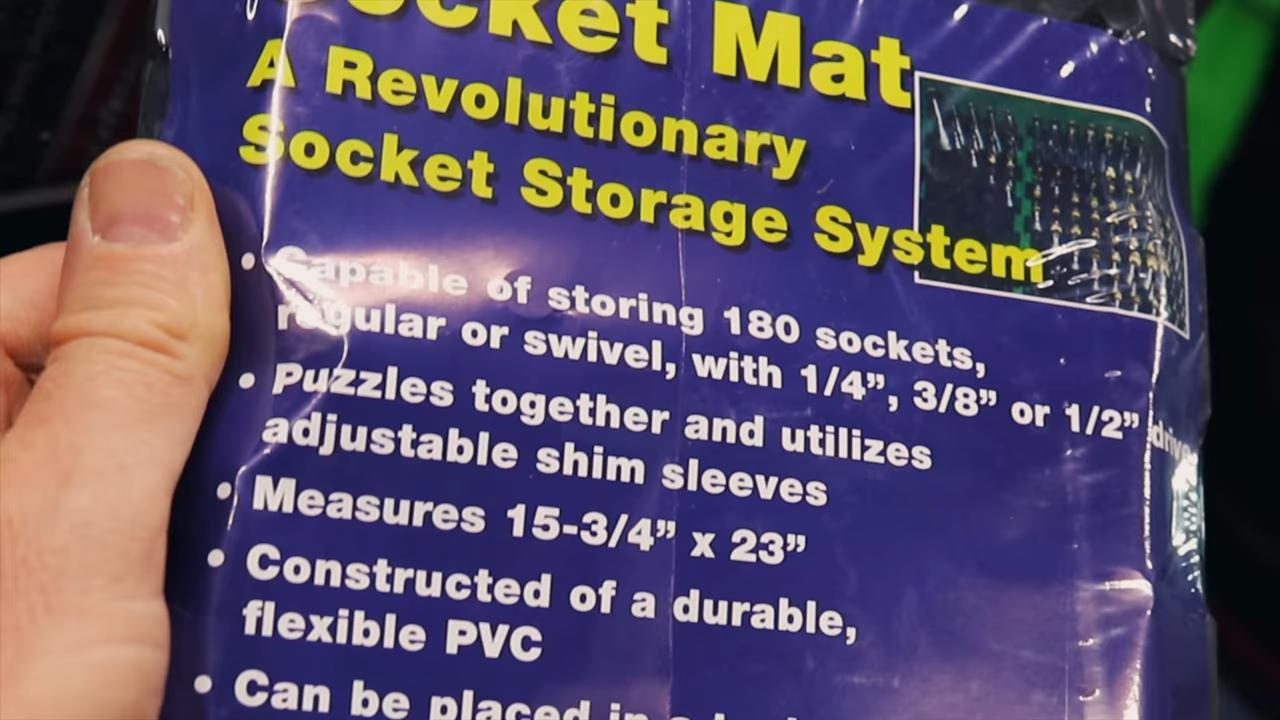 Socket Mat
A Revolutionary
Socket Storage System
• Capable of storing 180 sockets,
regular or swivel, with 1/4”, 3/8” or 1/2” drive
• Puzzles together and utilizes
adjustable shim sleeves
• Measures 15-3/4” x 23”
• Constructed of a durable,
flexible PVC
• Can be placed in a